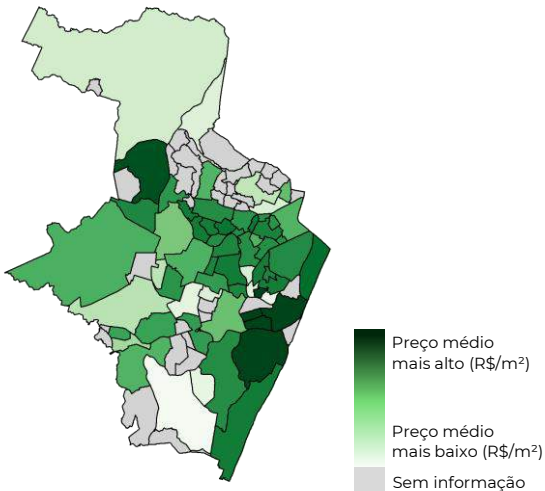 Preço médio
mais alto (R$/m²)
Preço médio
mais baixo (R$/m²)
Sem informação